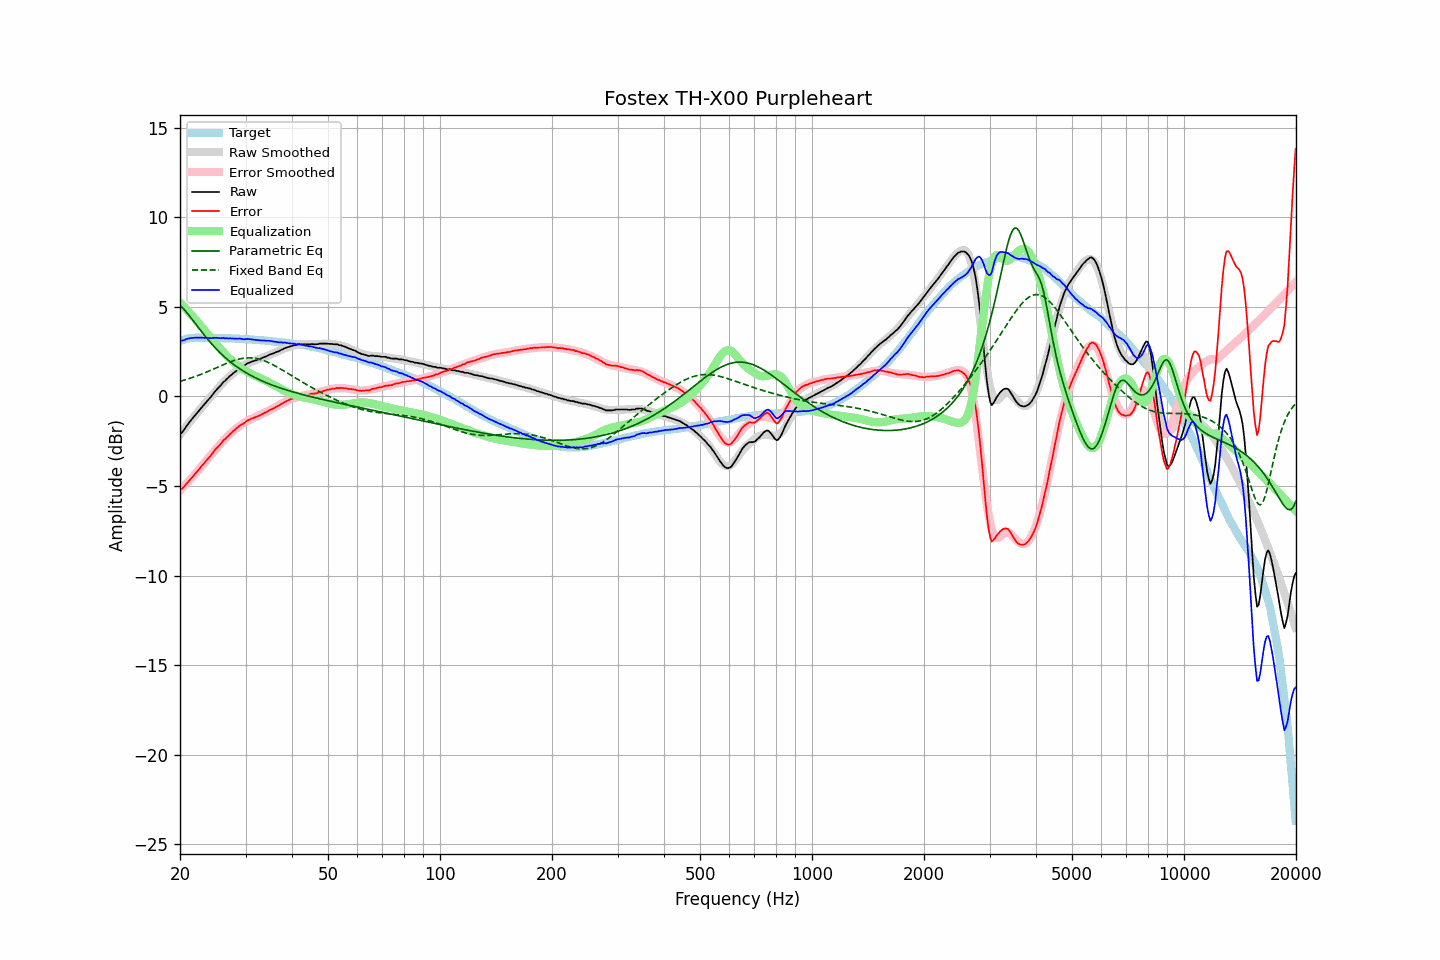 Fostex TH-X00 Purpleheart
Target
Raw Smoothed
Error Smoothed
Raw
Error
Equalization
Parametric Eq
Fixed Band Eq
Equalized
15
10
5
0
−5
−10
−15
−20
−25
Amplitude (dBr)
20 50 100 200 500 1000 2000 5000 10000 20000
Frequency (Hz)